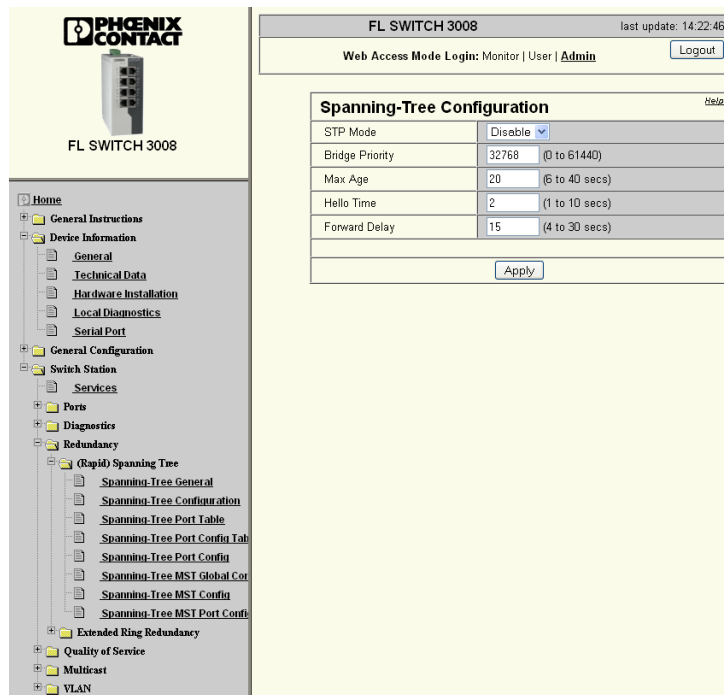 PHŒNIX
CONTACT
FL SWITCH 3008
Home
General Instructions
Device Information
General
Technical Data
Hardware Installation
Local Diagnostics
Serial Port
General Configuration
Switch Station
Services
Ports
Diagnostics
Redundancy
(Rapid) Spanning Tree
Spanning-Tree General
Spanning-Tree Configuration
Spanning-Tree Port Table
Spanning-Tree Port Config Tab
Spanning-Tree Port Config
Spanning-Tree MST Global Con
Spanning-Tree MST Config
Spanning-Tree MST Port Config
Extended Ring Redundancy
Quality of Service
Multicast
VLAN
FL SWITCH 3008 last update: 14:22:46
Web Access Mode Login: Monitor | User | Admin Logout
Spanning-Tree Configuration Help
STP Mode Disable
Bridge Priority 32768 (0 to 61440)
Max Age 20 (6 to 40 secs)
Hello Time 2 (1 to 10 secs)
Forward Delay 15 (4 to 30 secs)
Apply